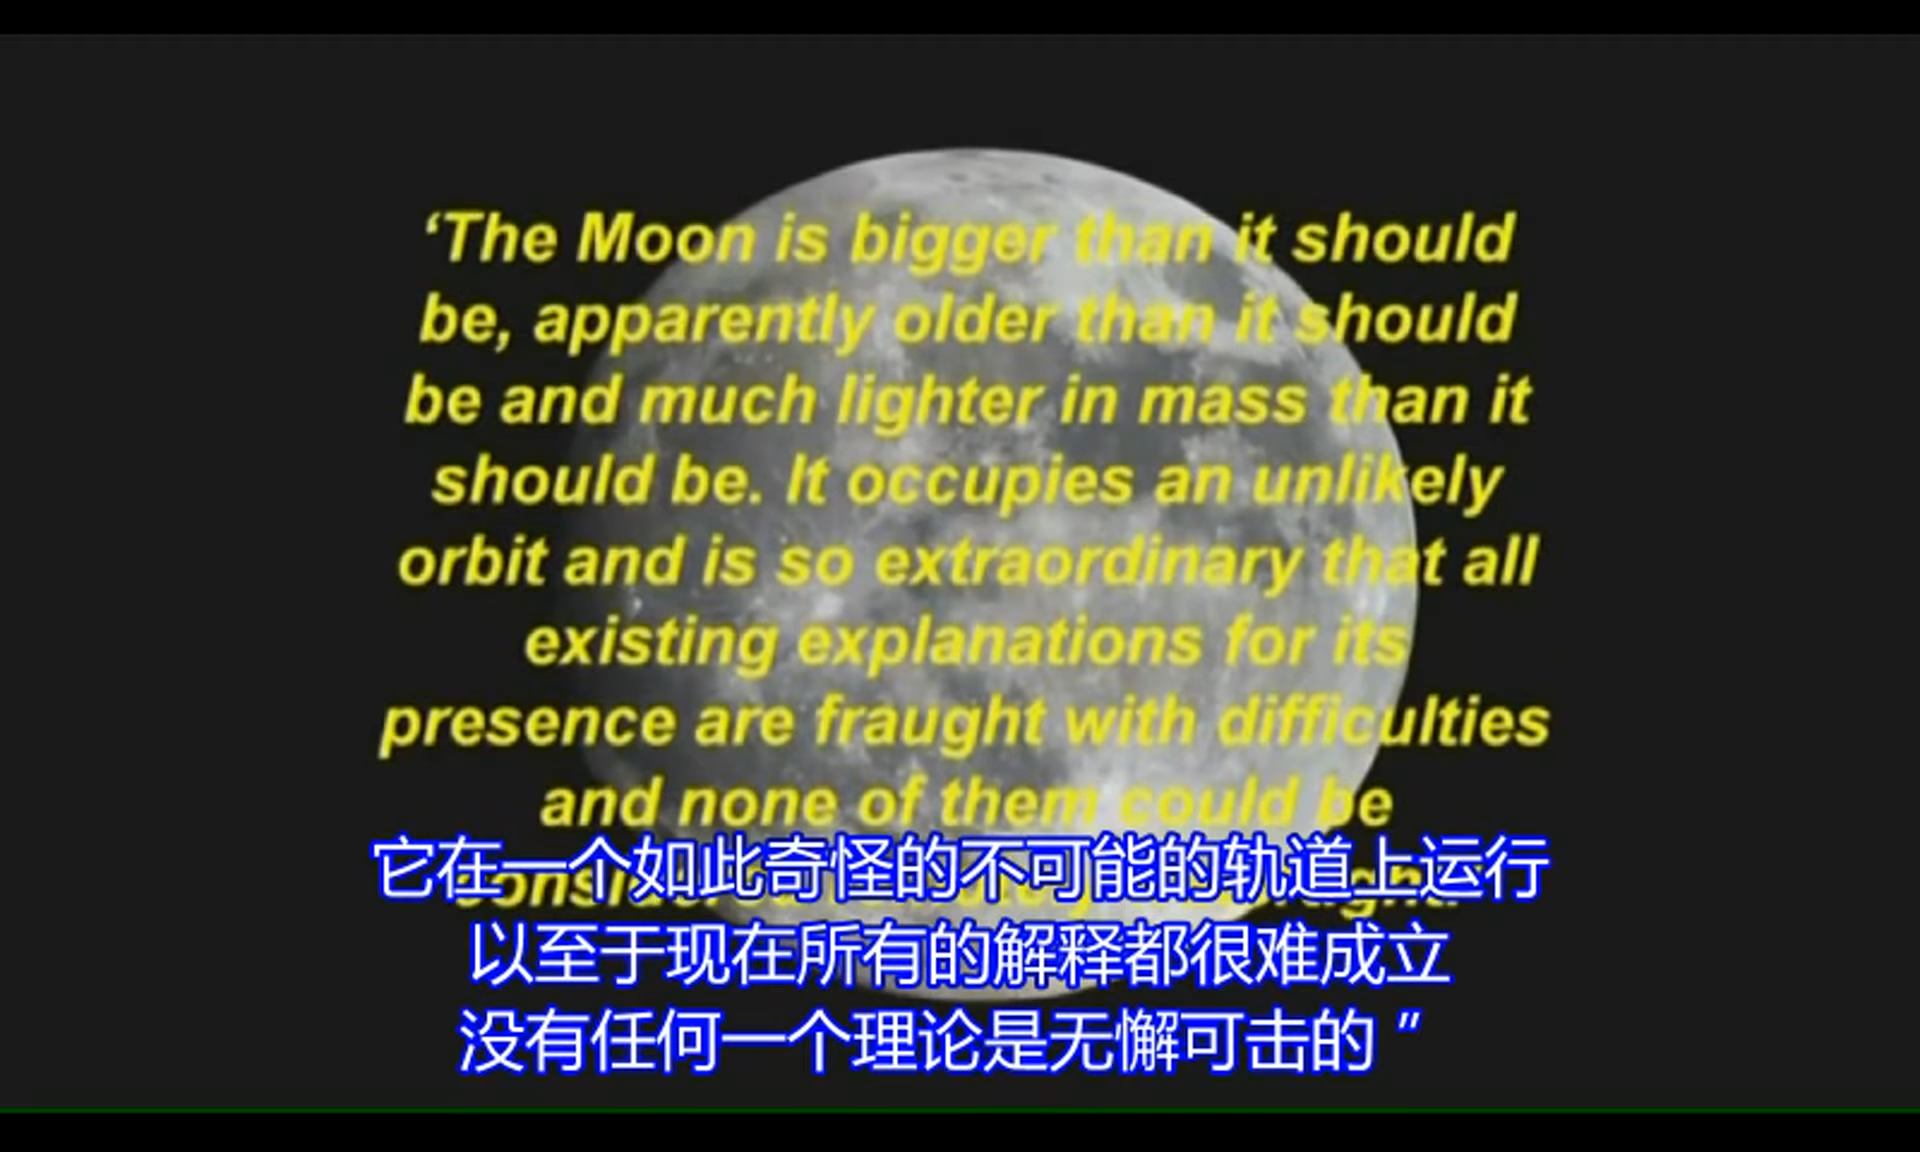 ‘The Moon is bigger than it should
be, apparently older than it should
be and much lighter in mass than it
should be. It occupies an unlikely
orbit and is so extraordinary that all
existing explanations for its
presence are fraught with difficulties
and none of them could be
它在一个如此奇怪的不可能的轨道上运行
以至于现在所有的解释都很难成立
没有任何一个理论是无懈可击的 ”